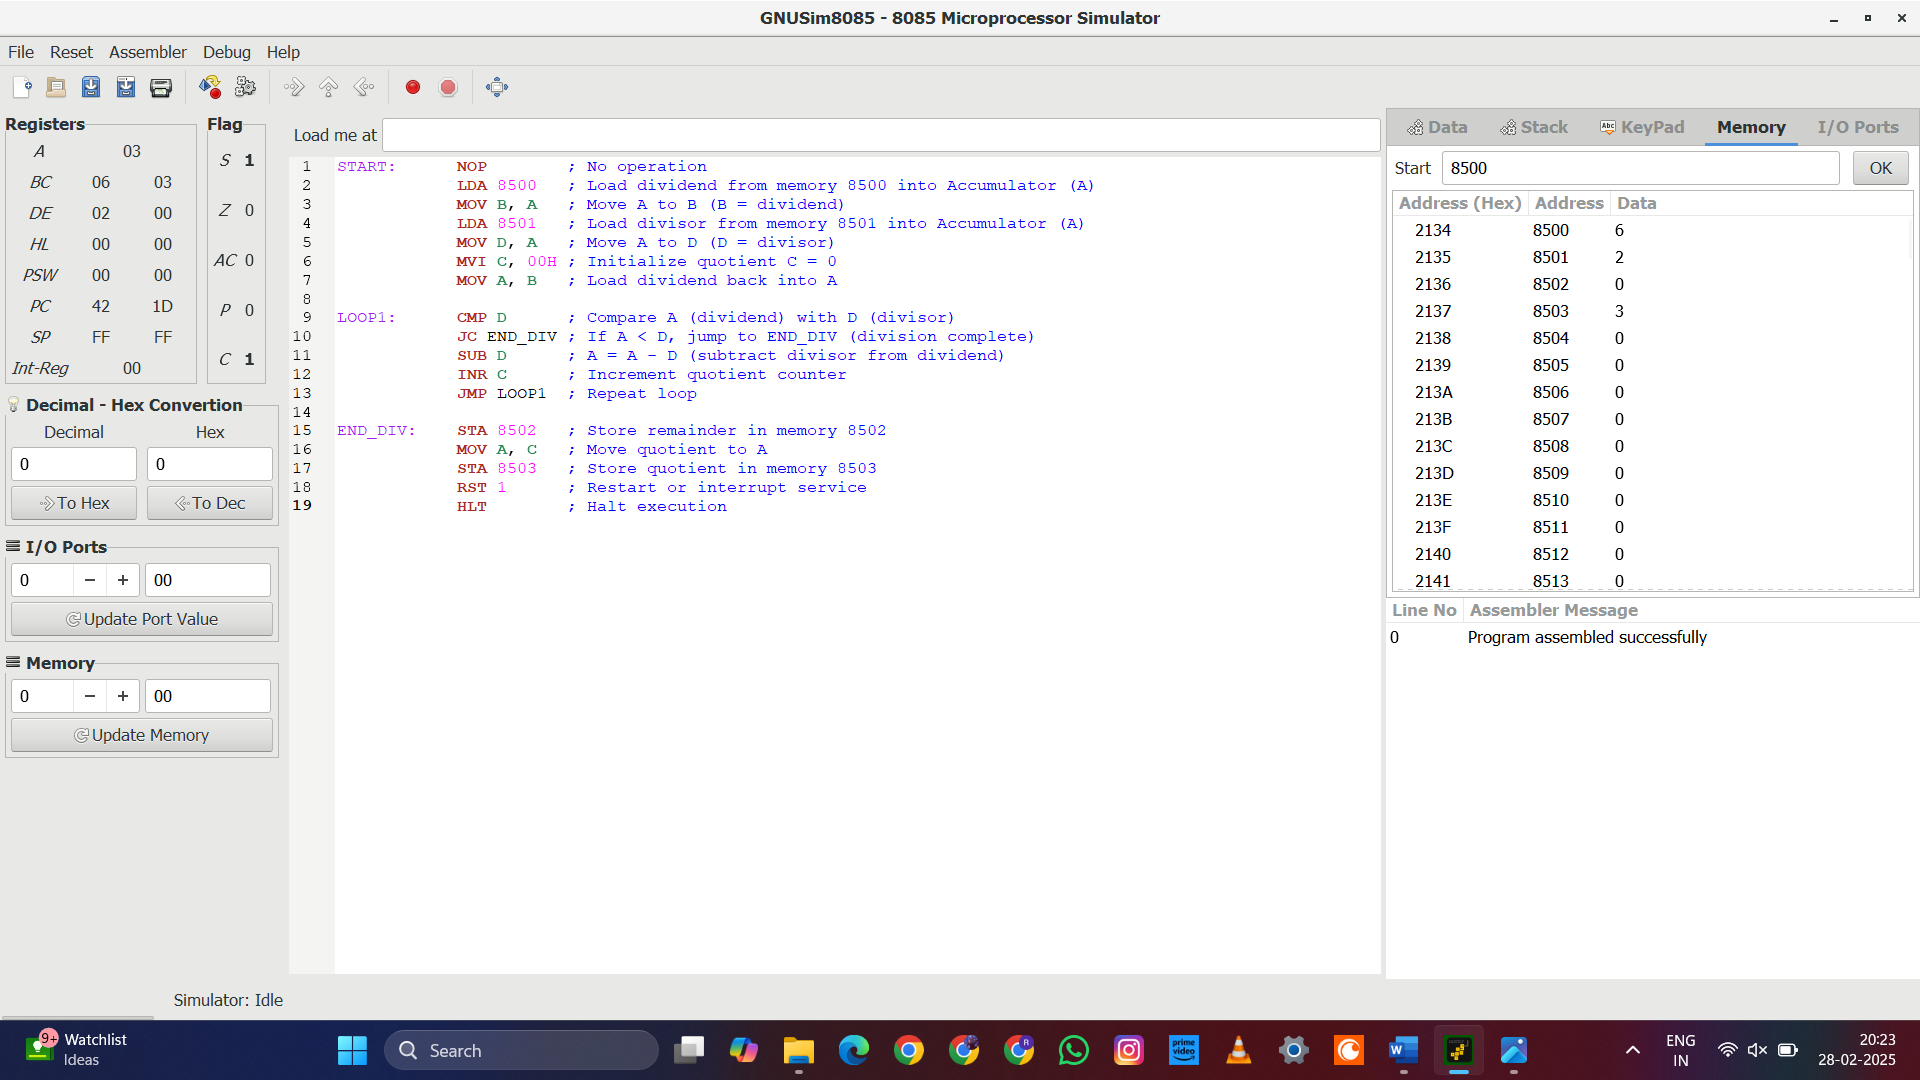 GNUSim8085 - 8085 Microprocessor Simulator
File Reset Assembler Debug Help
Registers
A 03
BC 06 03
DE 02 00
HL 00 00
PSW 00 00
PC 42 1D
SP FF FF
Int-Reg 00
Flag
S 1
Z 0
AC 0
P 0
C 1
Decimal - Hex Convertion
Decimal Hex
0 0
To Hex To Dec
I/O Ports
0 − + 00
Update Port Value
Memory
0 − + 00
Update Memory
Load me at
1 START: NOP ; No operation
2 LDA 8500 ; Load dividend from memory 8500 into Accumulator (A)
3 MOV B, A ; Move A to B (B = dividend)
4 LDA 8501 ; Load divisor from memory 8501 into Accumulator (A)
5 MOV D, A ; Move A to D (D = divisor)
6 MVI C, 00H ; Initialize quotient C = 0
7 MOV A, B ; Load dividend back into A
8
9 LOOP1: CMP D ; Compare A (dividend) with D (divisor)
10 JC END_DIV ; If A < D, jump to END_DIV (division complete)
11 SUB D ; A = A - D (subtract divisor from dividend)
12 INR C ; Increment quotient counter
13 JMP LOOP1 ; Repeat loop
14
15 END_DIV: STA 8502 ; Store remainder in memory 8502
16 MOV A, C ; Move quotient to A
17 STA 8503 ; Store quotient in memory 8503
18 RST 1 ; Restart or interrupt service
19 HLT ; Halt execution
Data Stack Abc KeyPad Memory I/O Ports
Start 8500 OK
Address (Hex) Address Data
2134 8500 6
2135 8501 2
2136 8502 0
2137 8503 3
2138 8504 0
2139 8505 0
213A 8506 0
213B 8507 0
213C 8508 0
213D 8509 0
213E 8510 0
213F 8511 0
2140 8512 0
2141 8513 0
Line No Assembler Message
0 Program assembled successfully
Simulator: Idle
9+ Watchlist
Ideas
Search
R
prime video
W
ENG
IN
20:23
28-02-2025